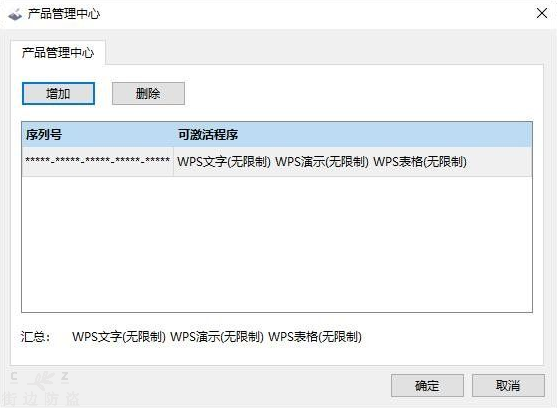 产品管理中心
产品管理中心
增加 删除
序列号 可激活程序
*****-*****-*****-*****-***** WPS文字(无限制) WPS演示(无限制) WPS表格(无限制)
汇总： WPS文字(无限制) WPS演示(无限制) WPS表格(无限制)
确定 取消
C Z
街边防盗